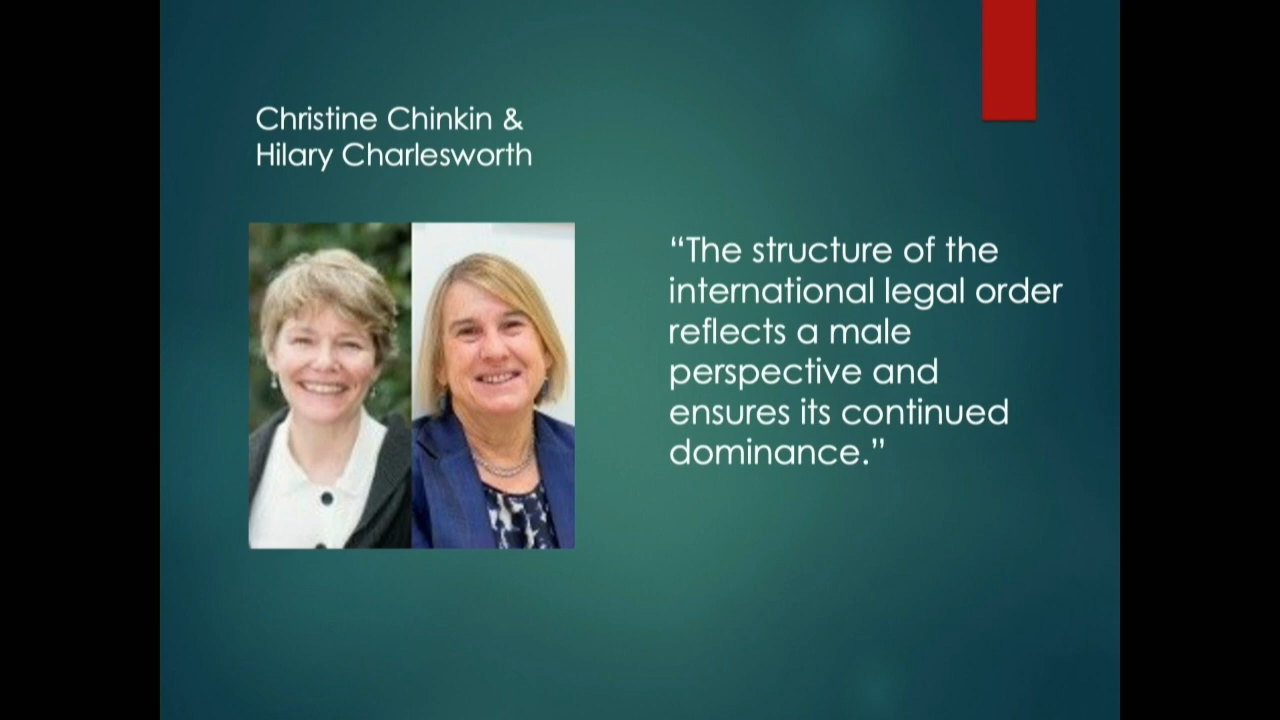 Christine Chinkin &
Hilary Charlesworth
“The structure of the
international legal order
reflects a male
perspective and
ensures its continued
dominance.”